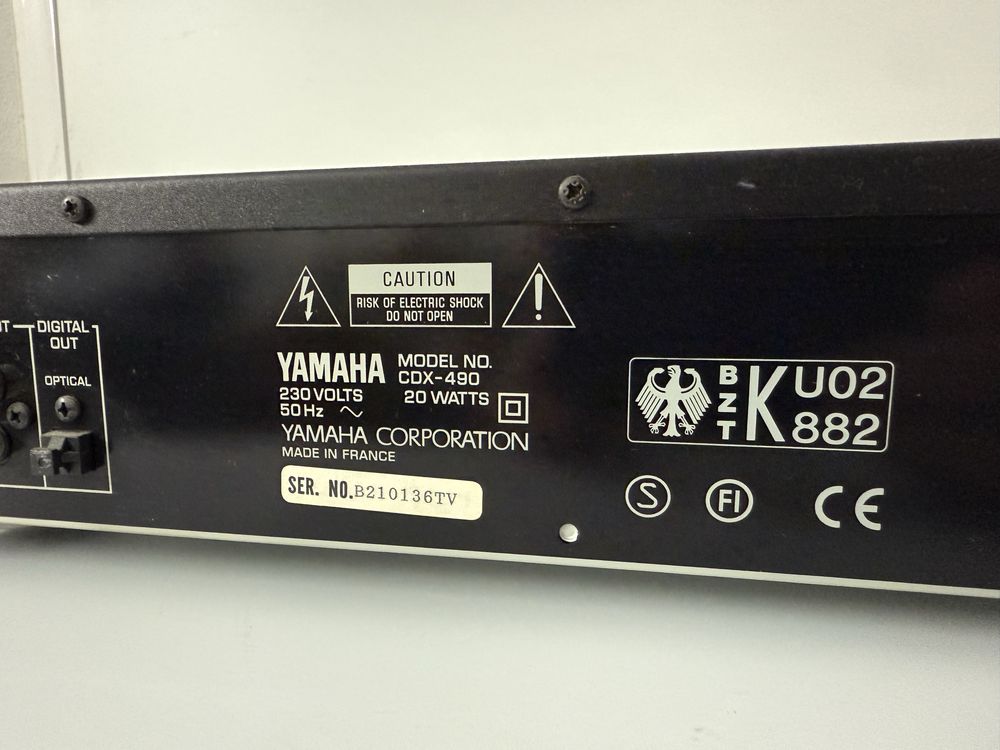 CAUTION
RISK OF ELECTRIC SHOCK
DO NOT OPEN
DIGITAL
OUT
OPTICAL
YAMAHA MODEL NO.
CDX-490
230 VOLTS 20 WATTS
50 Hz ~
YAMAHA CORPORATION
MADE IN FRANCE
SER. NO. B210136TV
BZT K U02
882
S FI CE